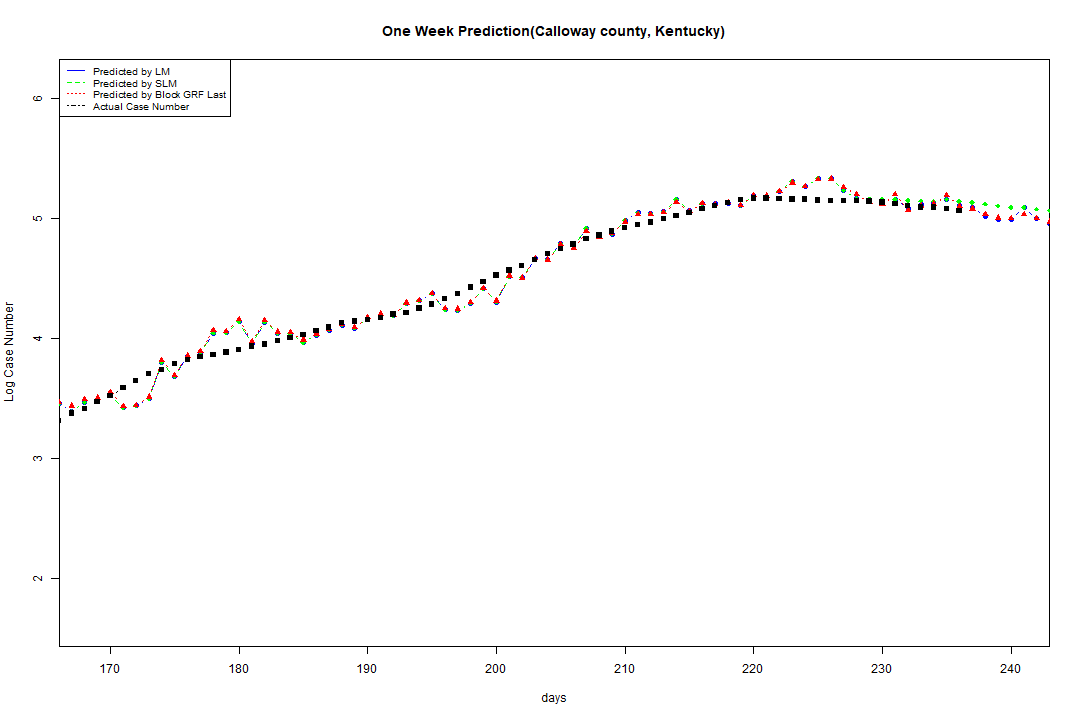 One Week Prediction(Calloway county, Kentucky)
Predicted by LM
Predicted by SLM
Predicted by Block GRF Last
Actual Case Number
6
5
4
3
2
Log Case Number
170 180 190 200 210 220 230 240
days